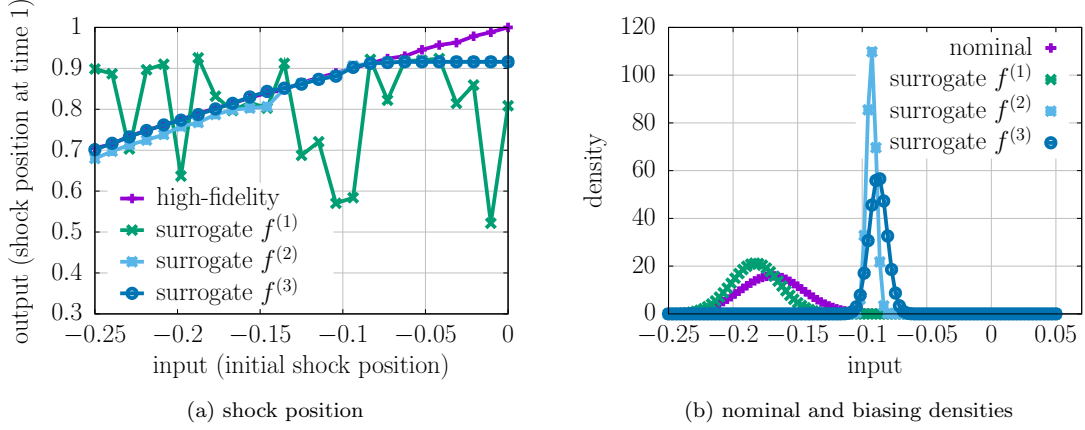 output (shock position at time 1)
1
0.9
0.8
0.7
0.6
0.5
0.4
0.3
−0.25
−0.2
−0.15
−0.1
−0.05
0
input (initial shock position)
high-fidelity
surrogate f(1)
surrogate f(2)
surrogate f(3)
(a) shock position
density
120
100
80
60
40
20
0
−0.25
−0.2
−0.15
−0.1
−0.05
0
0.05
input
nominal
surrogate f(1)
surrogate f(2)
surrogate f(3)
(b) nominal and biasing densities